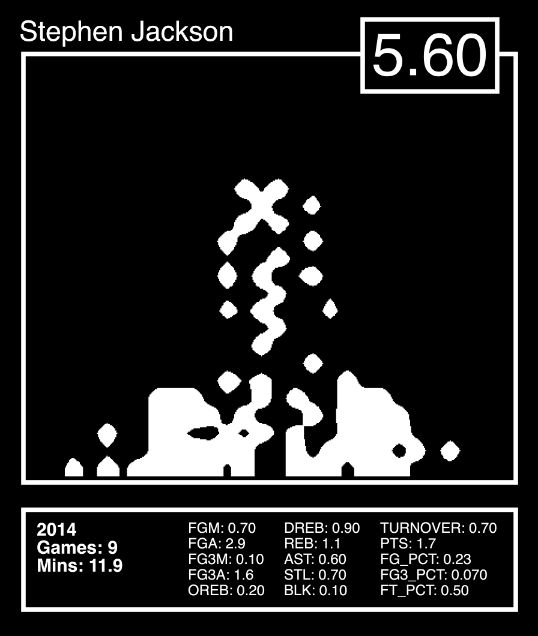 Stephen Jackson
5.60
2014
Games: 9
Mins: 11.9
FGM: 0.70
FGA: 2.9
FG3M: 0.10
FG3A: 1.6
OREB: 0.20
DREB: 0.90
REB: 1.1
AST: 0.60
STL: 0.70
BLK: 0.10
TURNOVER: 0.70
PTS: 1.7
FG_PCT: 0.23
FG3_PCT: 0.070
FT_PCT: 0.50